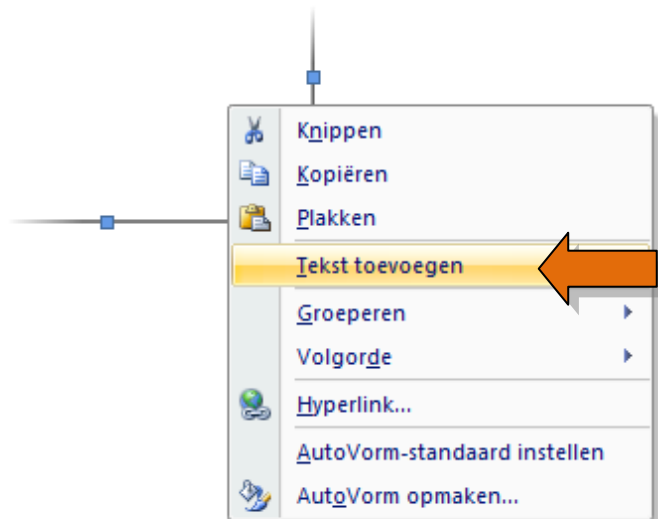 Knippen
Kopiëren
Plakken
Tekst toevoegen
Groeperen
Volgorde
Hyperlink...
AutoVorm-standaard instellen
AutoVorm opmaken...